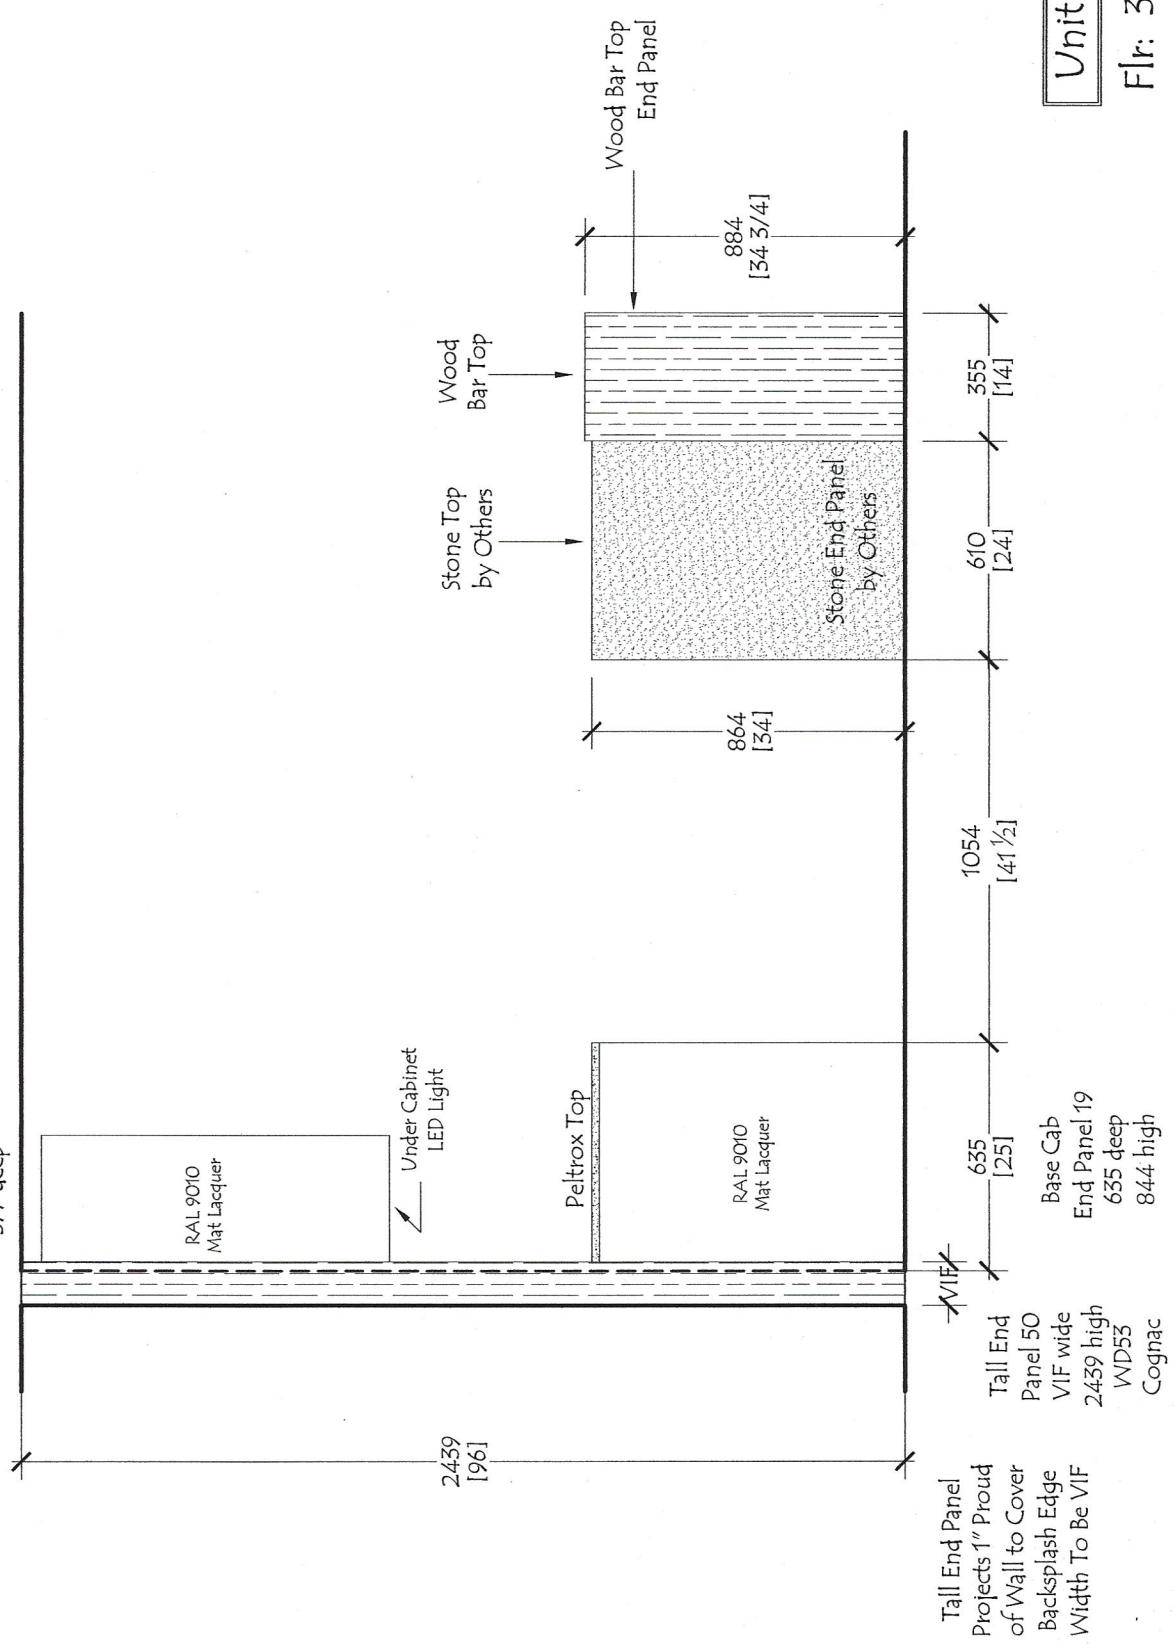 2439
[96]
Tall End Panel
Projects 1" Proud
of Wall to Cover
Backsplash Edge
Width To Be VIF
RAL 9010
Mat Lacquer
Under Cabinet
LED Light
Peltrox Top
RAL 9010
Mat Lacquer
VIF
Tall End
Panel 50
VIF wide
2439 high
WD53
Cognac
635
[25]
Base Cab
End Panel 19
635 deep
844 high
1054
[41 ½]
864
[34]
Stone Top
by Others
Stone End Panel
by Others
610
[24]
Wood
Bar Top
355
[14]
884
[34 3/4]
Wood Bar Top
End Panel
Unit
Flr: 3